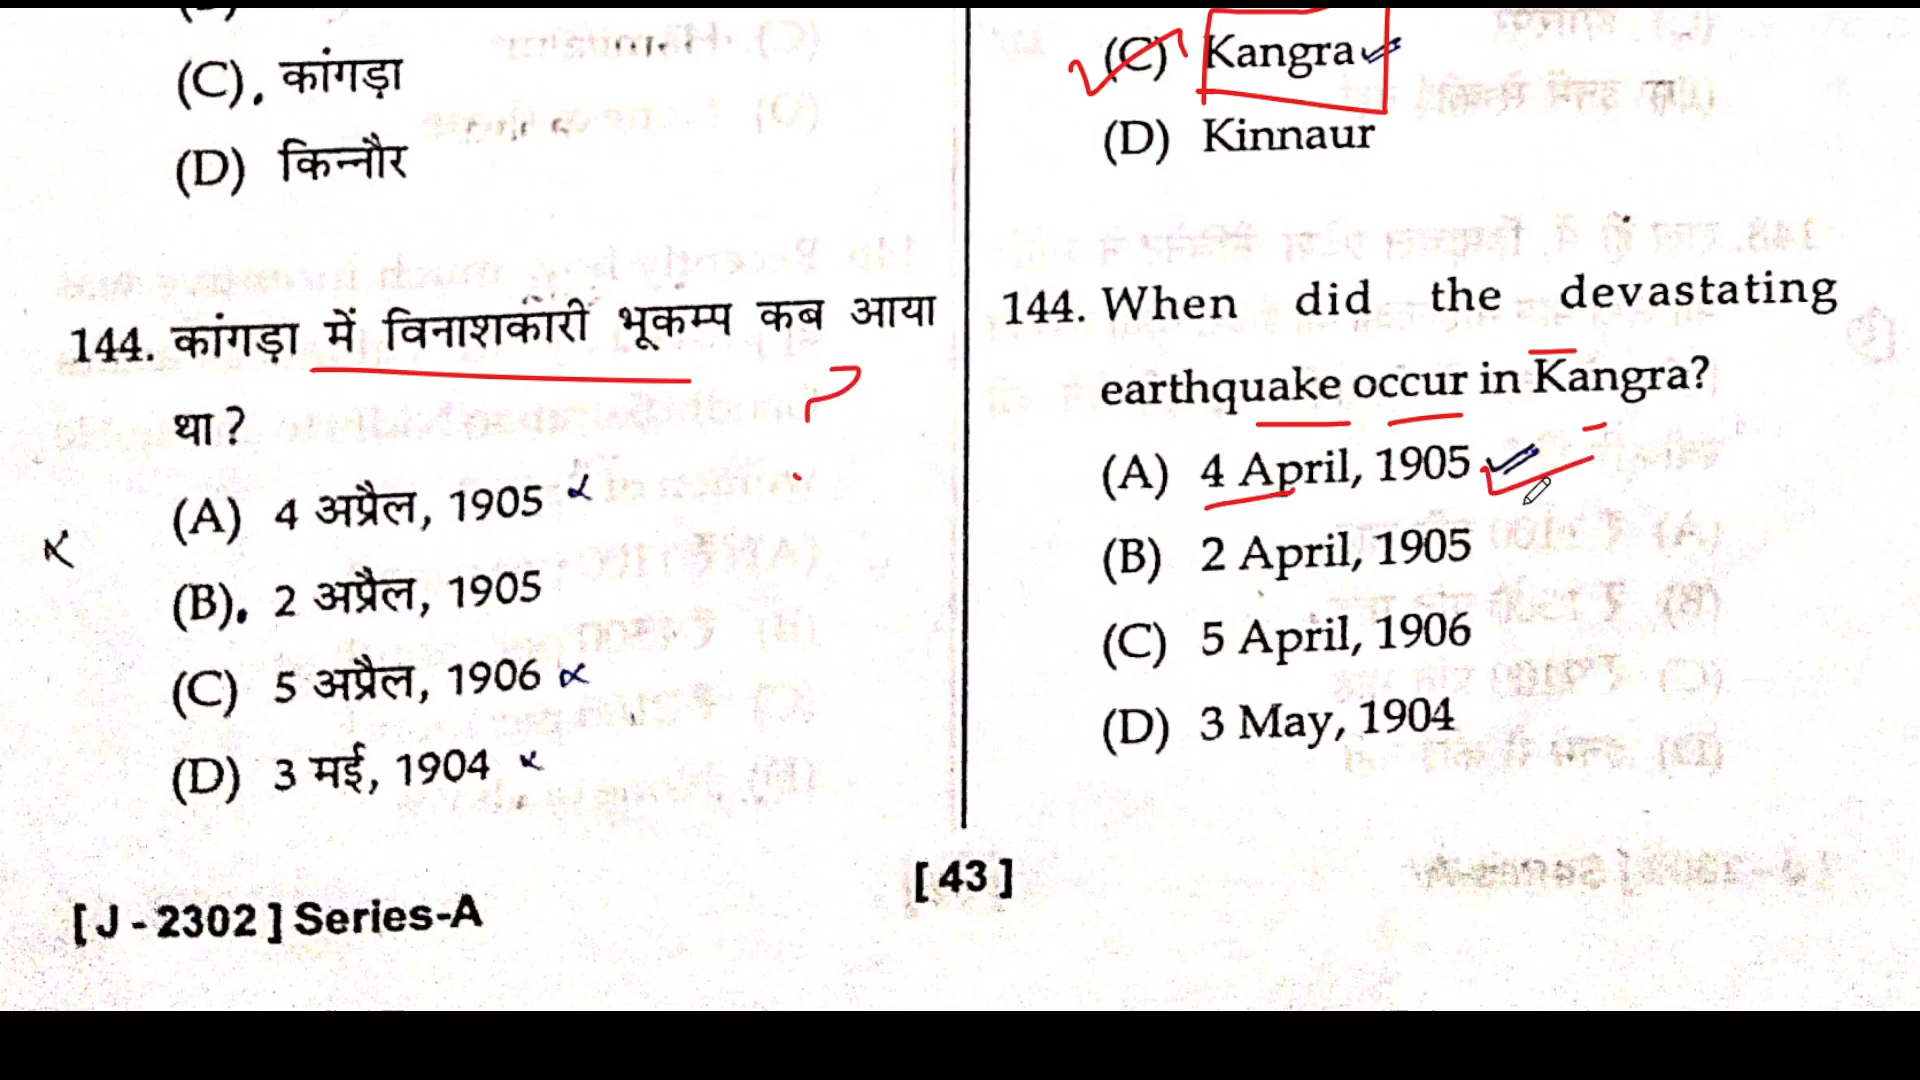 (C). कांगड़ा
(D) किन्नौर
144. कांगड़ा में विनाशकारी भूकम्प कब आया
था?
(A) 4 अप्रैल, 1905
(B). 2 अप्रैल, 1905
(C) 5 अप्रैल, 1906
(D) 3 मई, 1904
(C) Kangra
(D) Kinnaur
144. When did the devastating
earthquake occur in Kangra?
(A) 4 April, 1905
(B) 2 April, 1905
(C) 5 April, 1906
(D) 3 May, 1904
[ 43 ]
[ J - 2302 ] Series-A